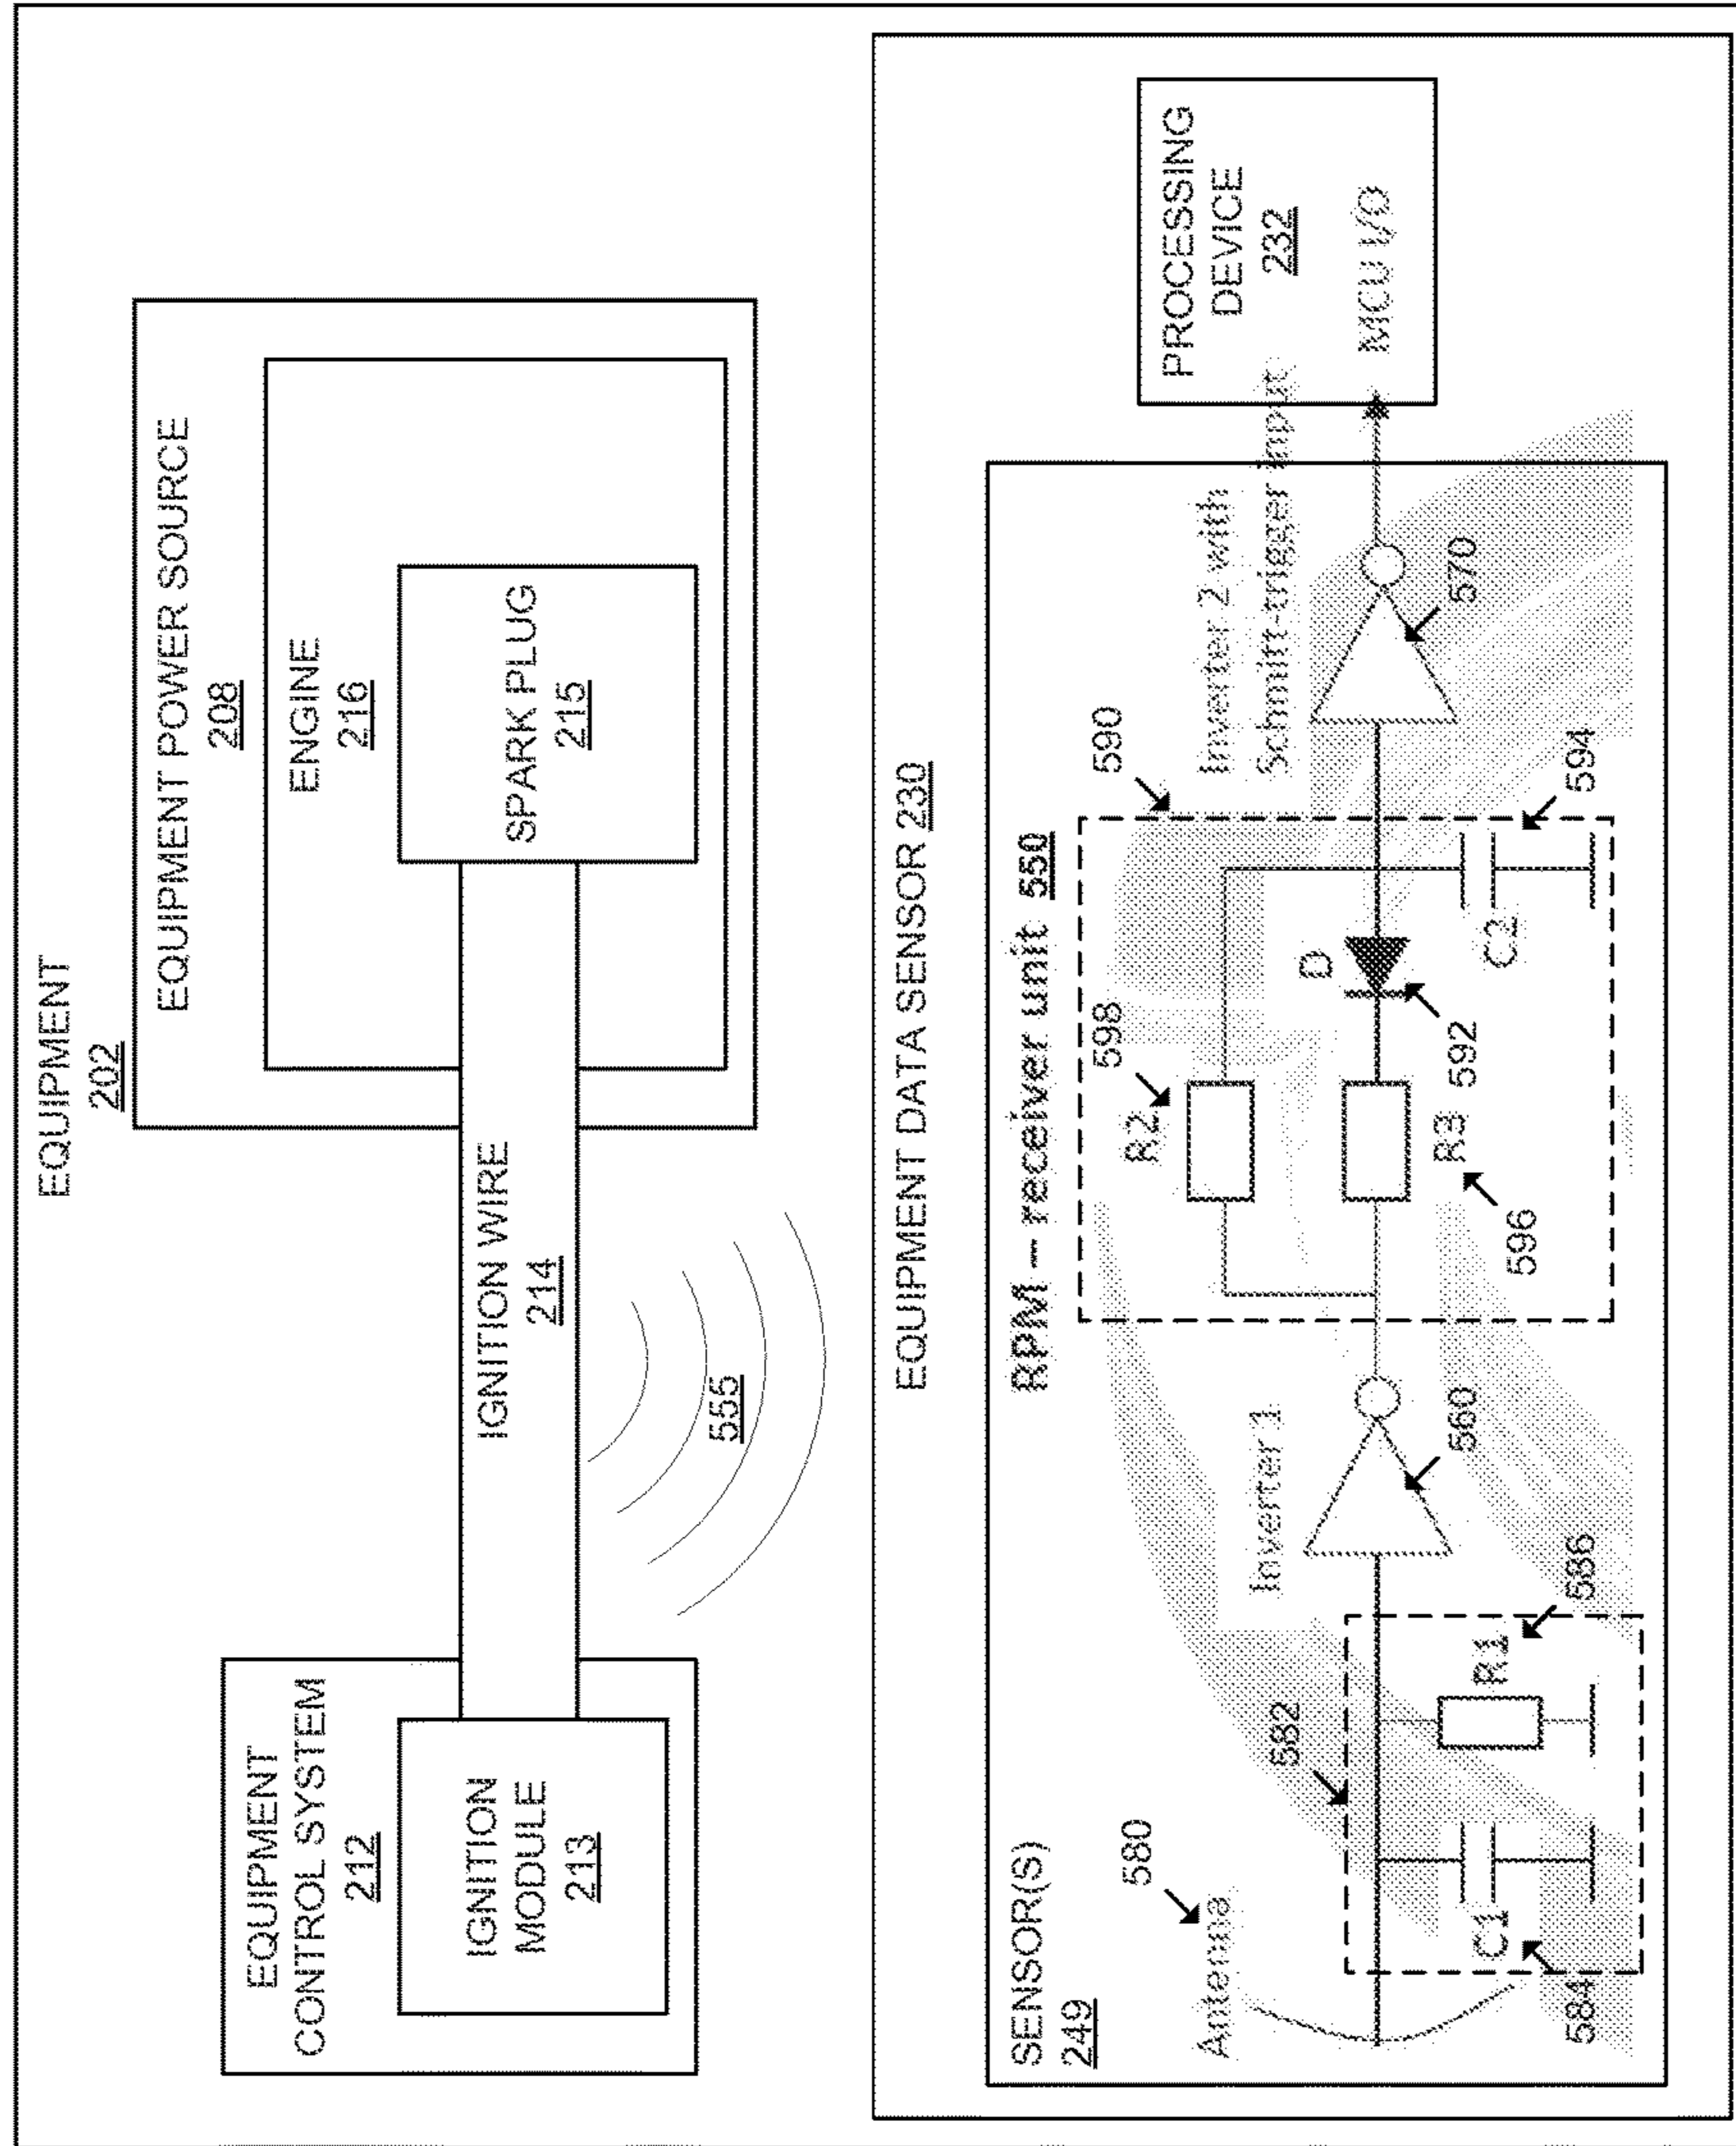 EQUIPMENT
202
EQUIPMENT POWER SOURCE
208
ENGINE
216
SPARK PLUG
215
EQUIPMENT
CONTROL SYSTEM
212
IGNITION
MODULE
213
IGNITION WIRE
214
555
EQUIPMENT DATA SENSOR 230
SENSOR(S)
249
RPM – receiver unit 550
590
PROCESSING
DEVICE
232
MCU I/O
Antenna
580
582
Inverter 1
R2
598
Inverter 2 with
Schmitt-trigger input
D
C1
584
R1
586
560
R3
596
592
C2
594
570